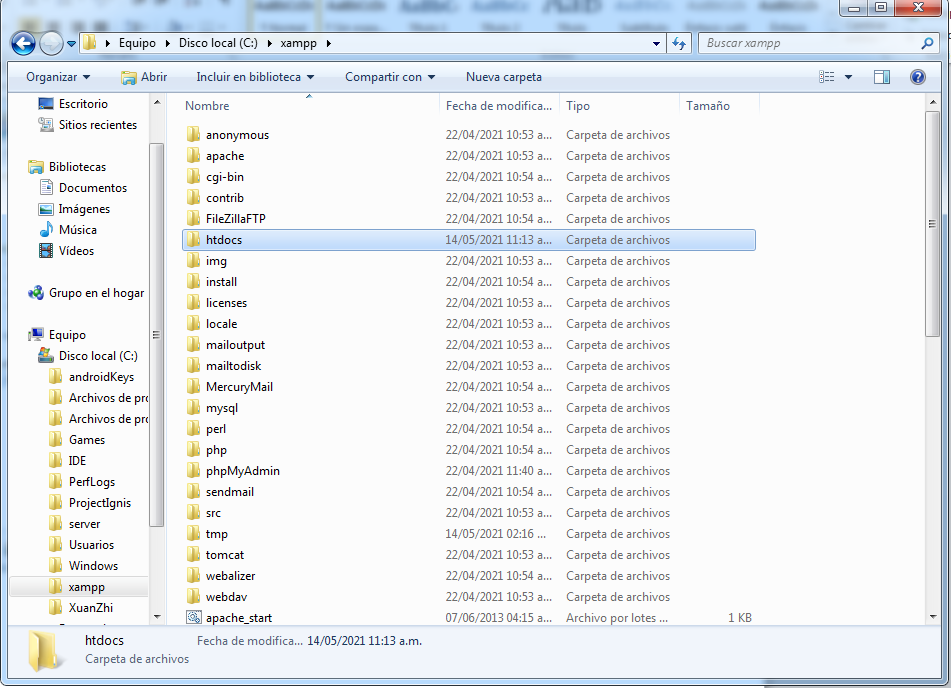 Equipo Disco local (C:) xampp
Buscar xampp
Organizar Abrir Incluir en biblioteca Compartir con Nueva carpeta
Escritorio
Sitios recientes
Bibliotecas
Documentos
Imágenes
Música
Vídeos
Grupo en el hogar
Equipo
Disco local (C:)
androidKeys
Archivos de pro
Archivos de pro
Games
IDE
PerfLogs
ProjectIgnis
server
Usuarios
Windows
xampp
XuanZhi
Nombre Fecha de modifica... Tipo Tamaño
anonymous 22/04/2021 10:53 a... Carpeta de archivos
apache 22/04/2021 10:53 a... Carpeta de archivos
cgi-bin 22/04/2021 10:54 a... Carpeta de archivos
contrib 22/04/2021 10:53 a... Carpeta de archivos
FileZillaFTP 22/04/2021 10:54 a... Carpeta de archivos
htdocs 14/05/2021 11:13 a... Carpeta de archivos
img 22/04/2021 10:53 a... Carpeta de archivos
install 22/04/2021 10:54 a... Carpeta de archivos
licenses 22/04/2021 10:53 a... Carpeta de archivos
locale 22/04/2021 10:53 a... Carpeta de archivos
mailoutput 22/04/2021 10:53 a... Carpeta de archivos
mailtodisk 22/04/2021 10:53 a... Carpeta de archivos
MercuryMail 22/04/2021 10:54 a... Carpeta de archivos
mysql 22/04/2021 10:53 a... Carpeta de archivos
perl 22/04/2021 10:54 a... Carpeta de archivos
php 22/04/2021 10:54 a... Carpeta de archivos
phpMyAdmin 22/04/2021 11:40 a... Carpeta de archivos
sendmail 22/04/2021 10:54 a... Carpeta de archivos
src 22/04/2021 10:53 a... Carpeta de archivos
tmp 14/05/2021 02:16 ... Carpeta de archivos
tomcat 22/04/2021 10:53 a... Carpeta de archivos
webalizer 22/04/2021 10:54 a... Carpeta de archivos
webdav 22/04/2021 10:53 a... Carpeta de archivos
apache_start 07/06/2013 04:15 a... Archivo por lotes ... 1 KB
htdocs Fecha de modifica... 14/05/2021 11:13 a.m.
Carpeta de archivos